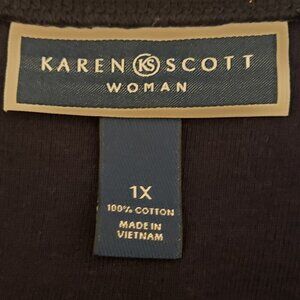 KAREN KS SCOTT
WOMAN
1X
100% COTTON
MADE IN
VIETNAM